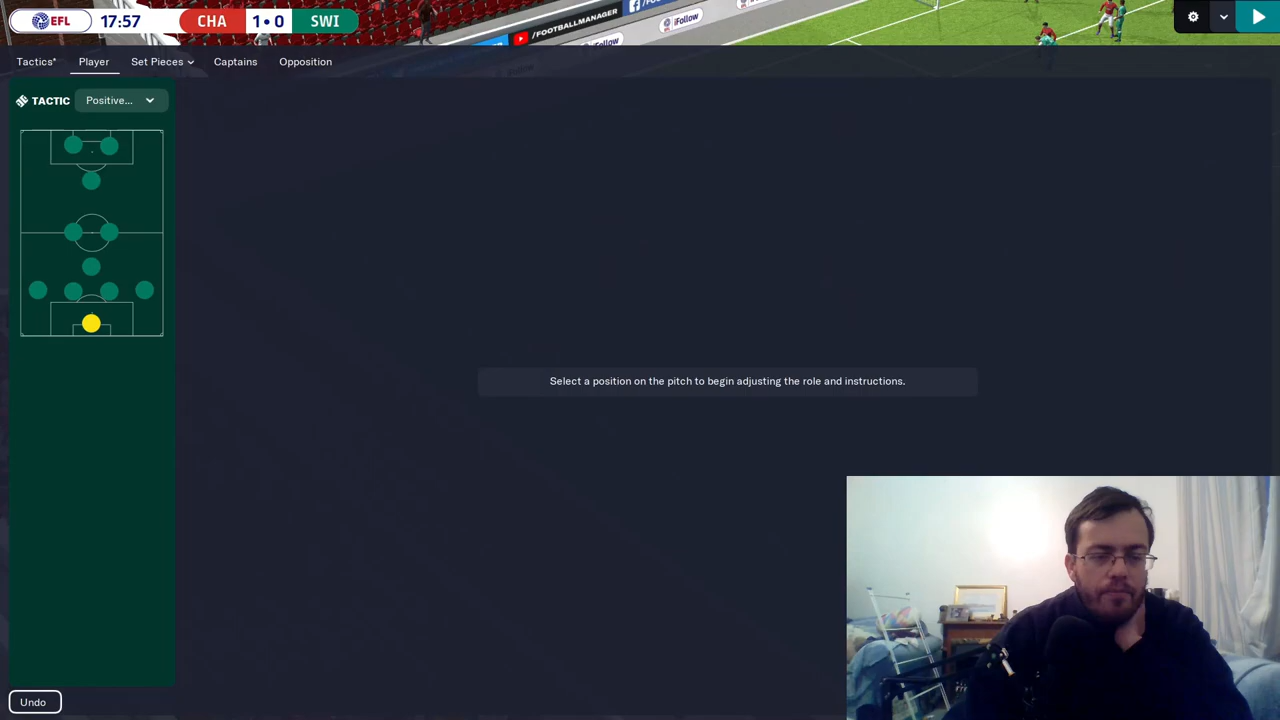 EFL 17:57 CHA 1 • 0 SWI
/FOOTBALLMANAGER
iFollow
Tactics* Player Set Pieces Captains Opposition
TACTIC Positive...
Select a position on the pitch to begin adjusting the role and instructions.
Undo